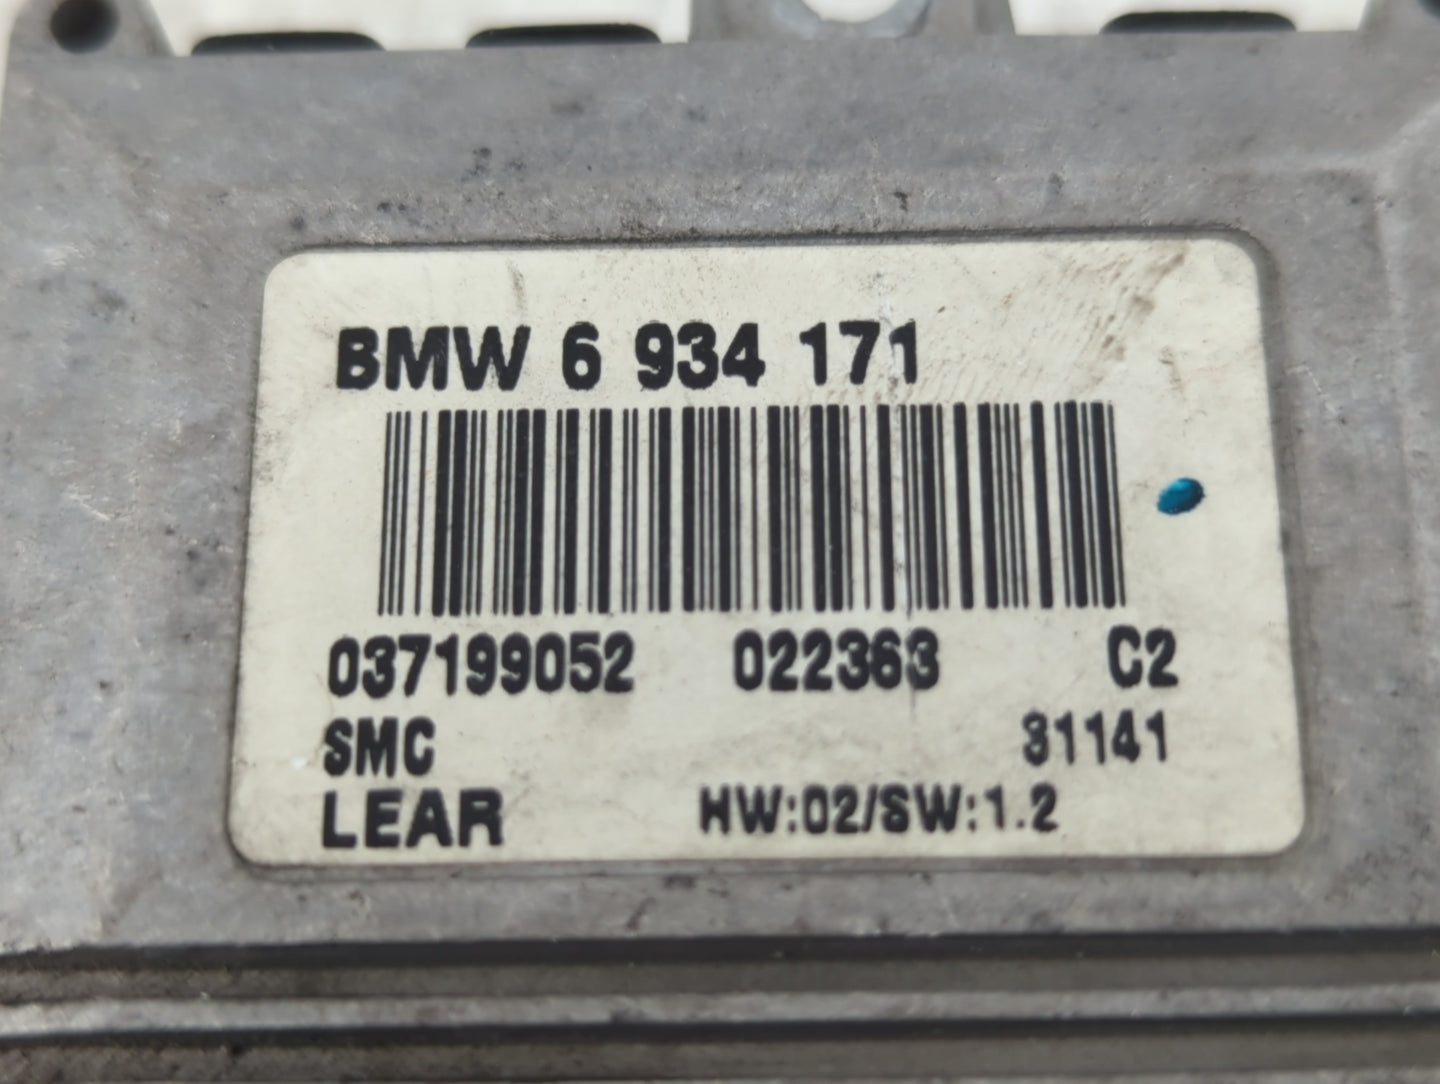 BMW 6 934 171
037199052 022363 C2
SMC 31141
LEAR HW:02/SW:1.2